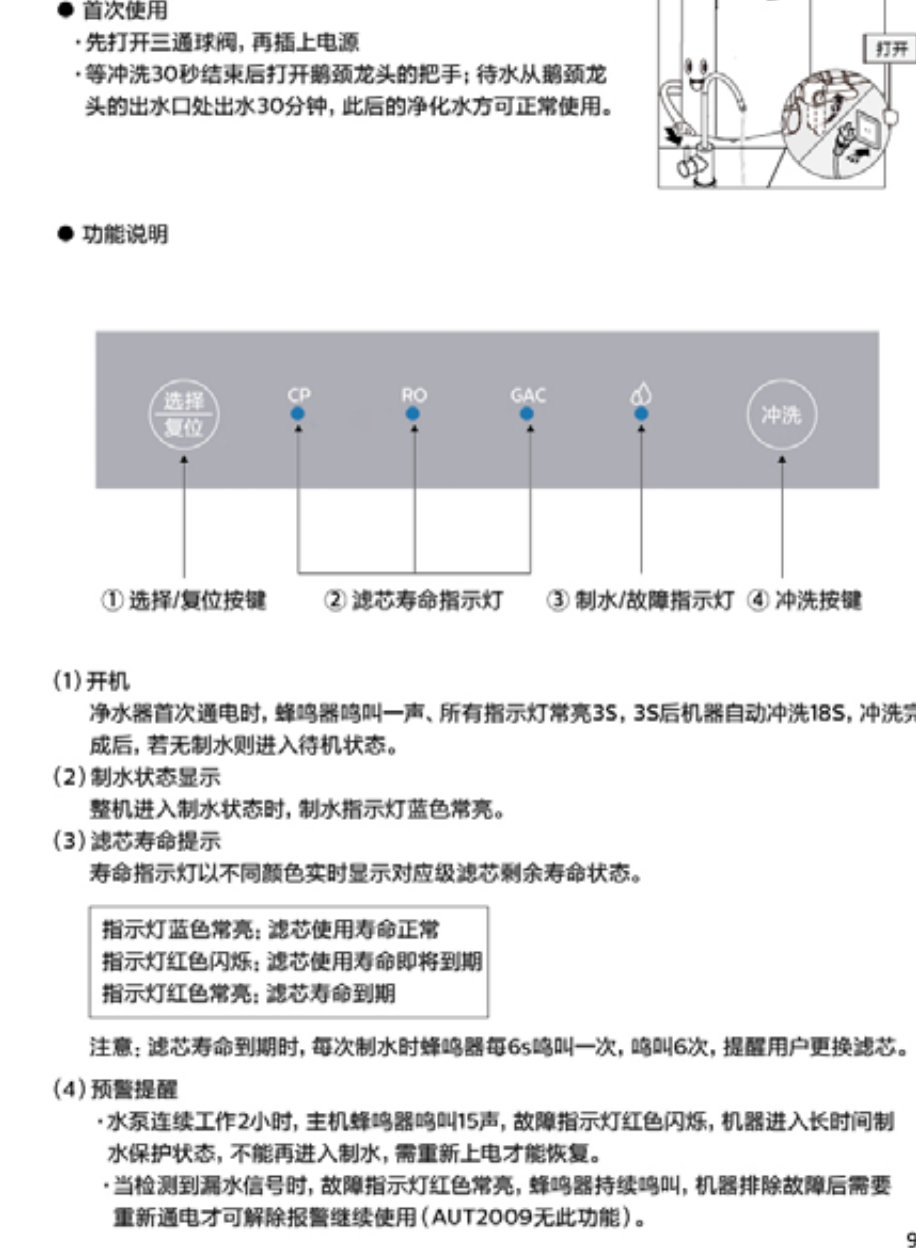 ● 首次使用
·先打开三通球阀，再插上电源
·等冲洗30秒结束后打开鹅颈龙头的把手；待水从鹅颈龙
头的出水口处出水30分钟，此后的净化水方可正常使用。
打开
● 功能说明
选择
复位
CP
RO
GAC
冲洗
① 选择/复位按键
② 滤芯寿命指示灯
③ 制水/故障指示灯
④ 冲洗按键
(1) 开机
净水器首次通电时，蜂鸣器鸣叫一声、所有指示灯常亮3S，3S后机器自动冲洗18S，冲洗完
成后，若无制水则进入待机状态。
(2) 制水状态显示
整机进入制水状态时，制水指示灯蓝色常亮。
(3) 滤芯寿命提示
寿命指示灯以不同颜色实时显示对应级滤芯剩余寿命状态。
指示灯蓝色常亮：滤芯使用寿命正常
指示灯红色闪烁：滤芯使用寿命即将到期
指示灯红色常亮：滤芯寿命到期
注意：滤芯寿命到期时，每次制水时蜂鸣器每6s鸣叫一次，鸣叫6次，提醒用户更换滤芯。
(4) 预警提醒
·水泵连续工作2小时，主机蜂鸣器鸣叫15声，故障指示灯红色闪烁，机器进入长时间制
水保护状态，不能再进入制水，需重新上电才能恢复。
·当检测到漏水信号时，故障指示灯红色常亮，蜂鸣器持续鸣叫，机器排除故障后需要
重新通电才可解除报警继续使用（AUT2009无此功能）。
9